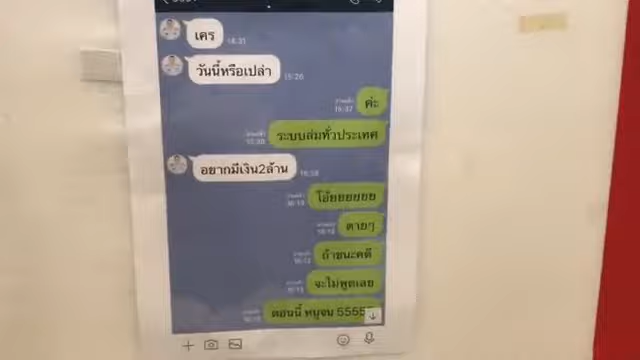 เคร
16:31
วันนี้หรือเปล่า
15:26
ค่ะ
ระบบล่มทั่วประเทศ
อยากมีเงิน2ล้าน
โอ้ยยยยยย
ตายๆ
ถ้าชนะคดี
จะไม่พูดเลย
ตอนนี้ หนูจน 5555